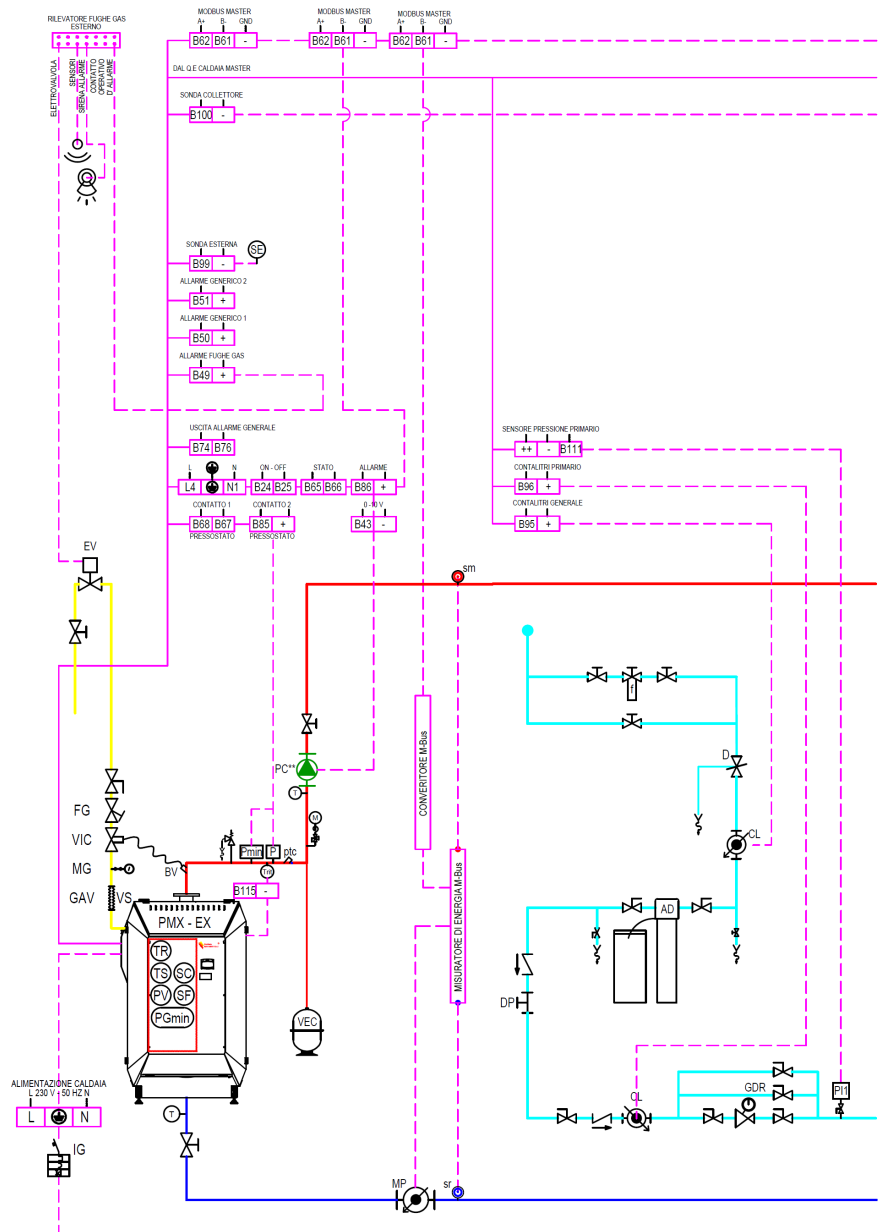 RILEVATORE FUGHE GAS
ESTERNO
ELETTROVALVOLA
SENSORI
SIRENA ALLARME
CONTATTO
OPERATIVO
D'ALLARME
MODBUS MASTER
A+ B- GND
B62 B61 -
MODBUS MASTER
A+ B- GND
B62 B61 -
MODBUS MASTER
A+ B- GND
B62 B61 -
DAL Q.E CALDAIA MASTER
SONDA COLLETTORE
B100 -
SONDA ESTERNA
B99 -
SE
ALLARME GENERICO 2
B51 +
ALLARME GENERICO 1
B50 +
ALLARME FUGHE GAS
B49 +
USCITA ALLARME GENERALE
B74 B76
L N ON - OFF STATO ALLARME
L4 N1 B24 B25 B65 B66 B86 +
CONTATTO 1 CONTATTO 2 0 -10 V
B68 B67 B85 + B43 -
PRESSOSTATO PRESSOSTATO
SENSORE PRESSIONE PRIMARIO
++ - B111
CONTALITRI PRIMARIO
B96 +
CONTALITRI GENERALE
B95 +
EV
sm
f
D
CL
PC**
T
M
CONVERITORE M-Bus
FG
VIC
MG
GAV VS
BV
Pmin P ptc
Trit
B115 -
PMX - EX
TR
TS SC
PV SF
PGmin
VEC
MISURATORE DI ENERGIA M-Bus
AD
DP
CL
GDR
PI1
ALIMENTAZIONE CALDAIA
L 230 V - 50 HZ N
L N
IG
T
MP
sr